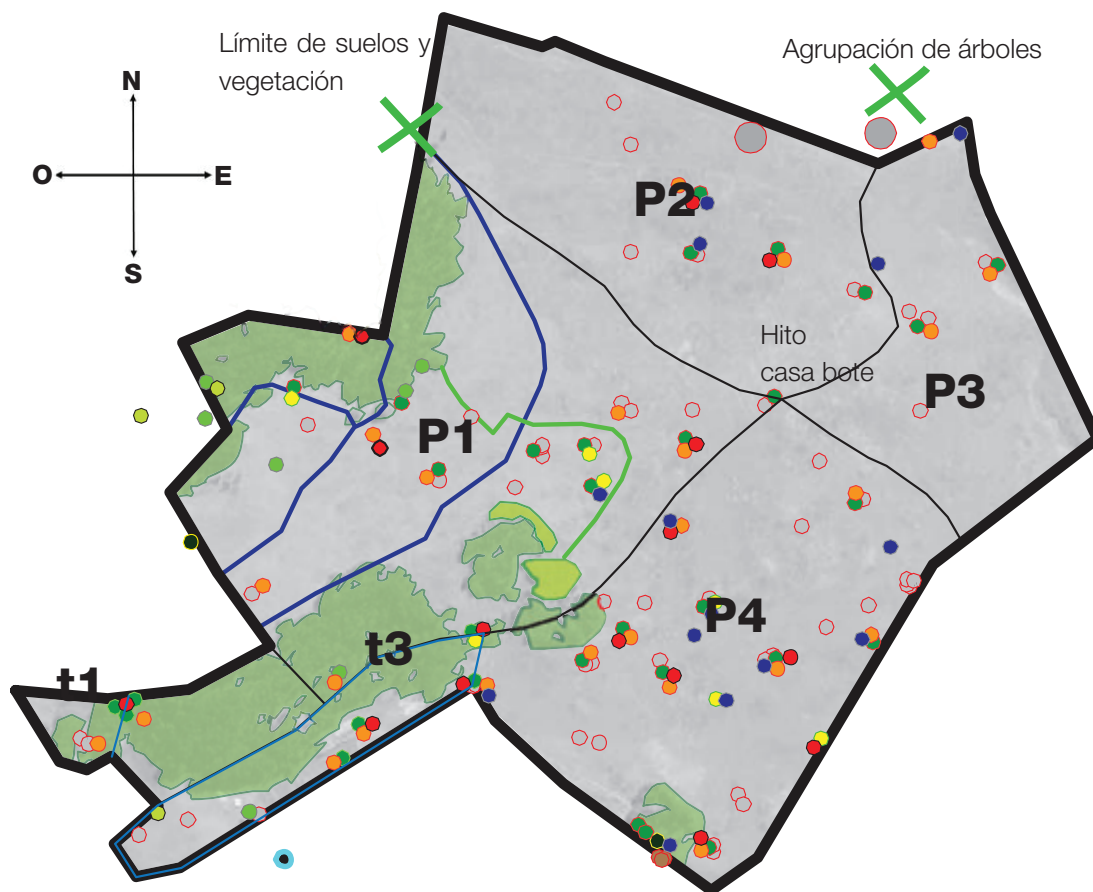 Límite de suelos y
vegetación
Agrupación de árboles
N
O
E
S
P2
Hito
casa bote
P3
P1
P4
t3
t1